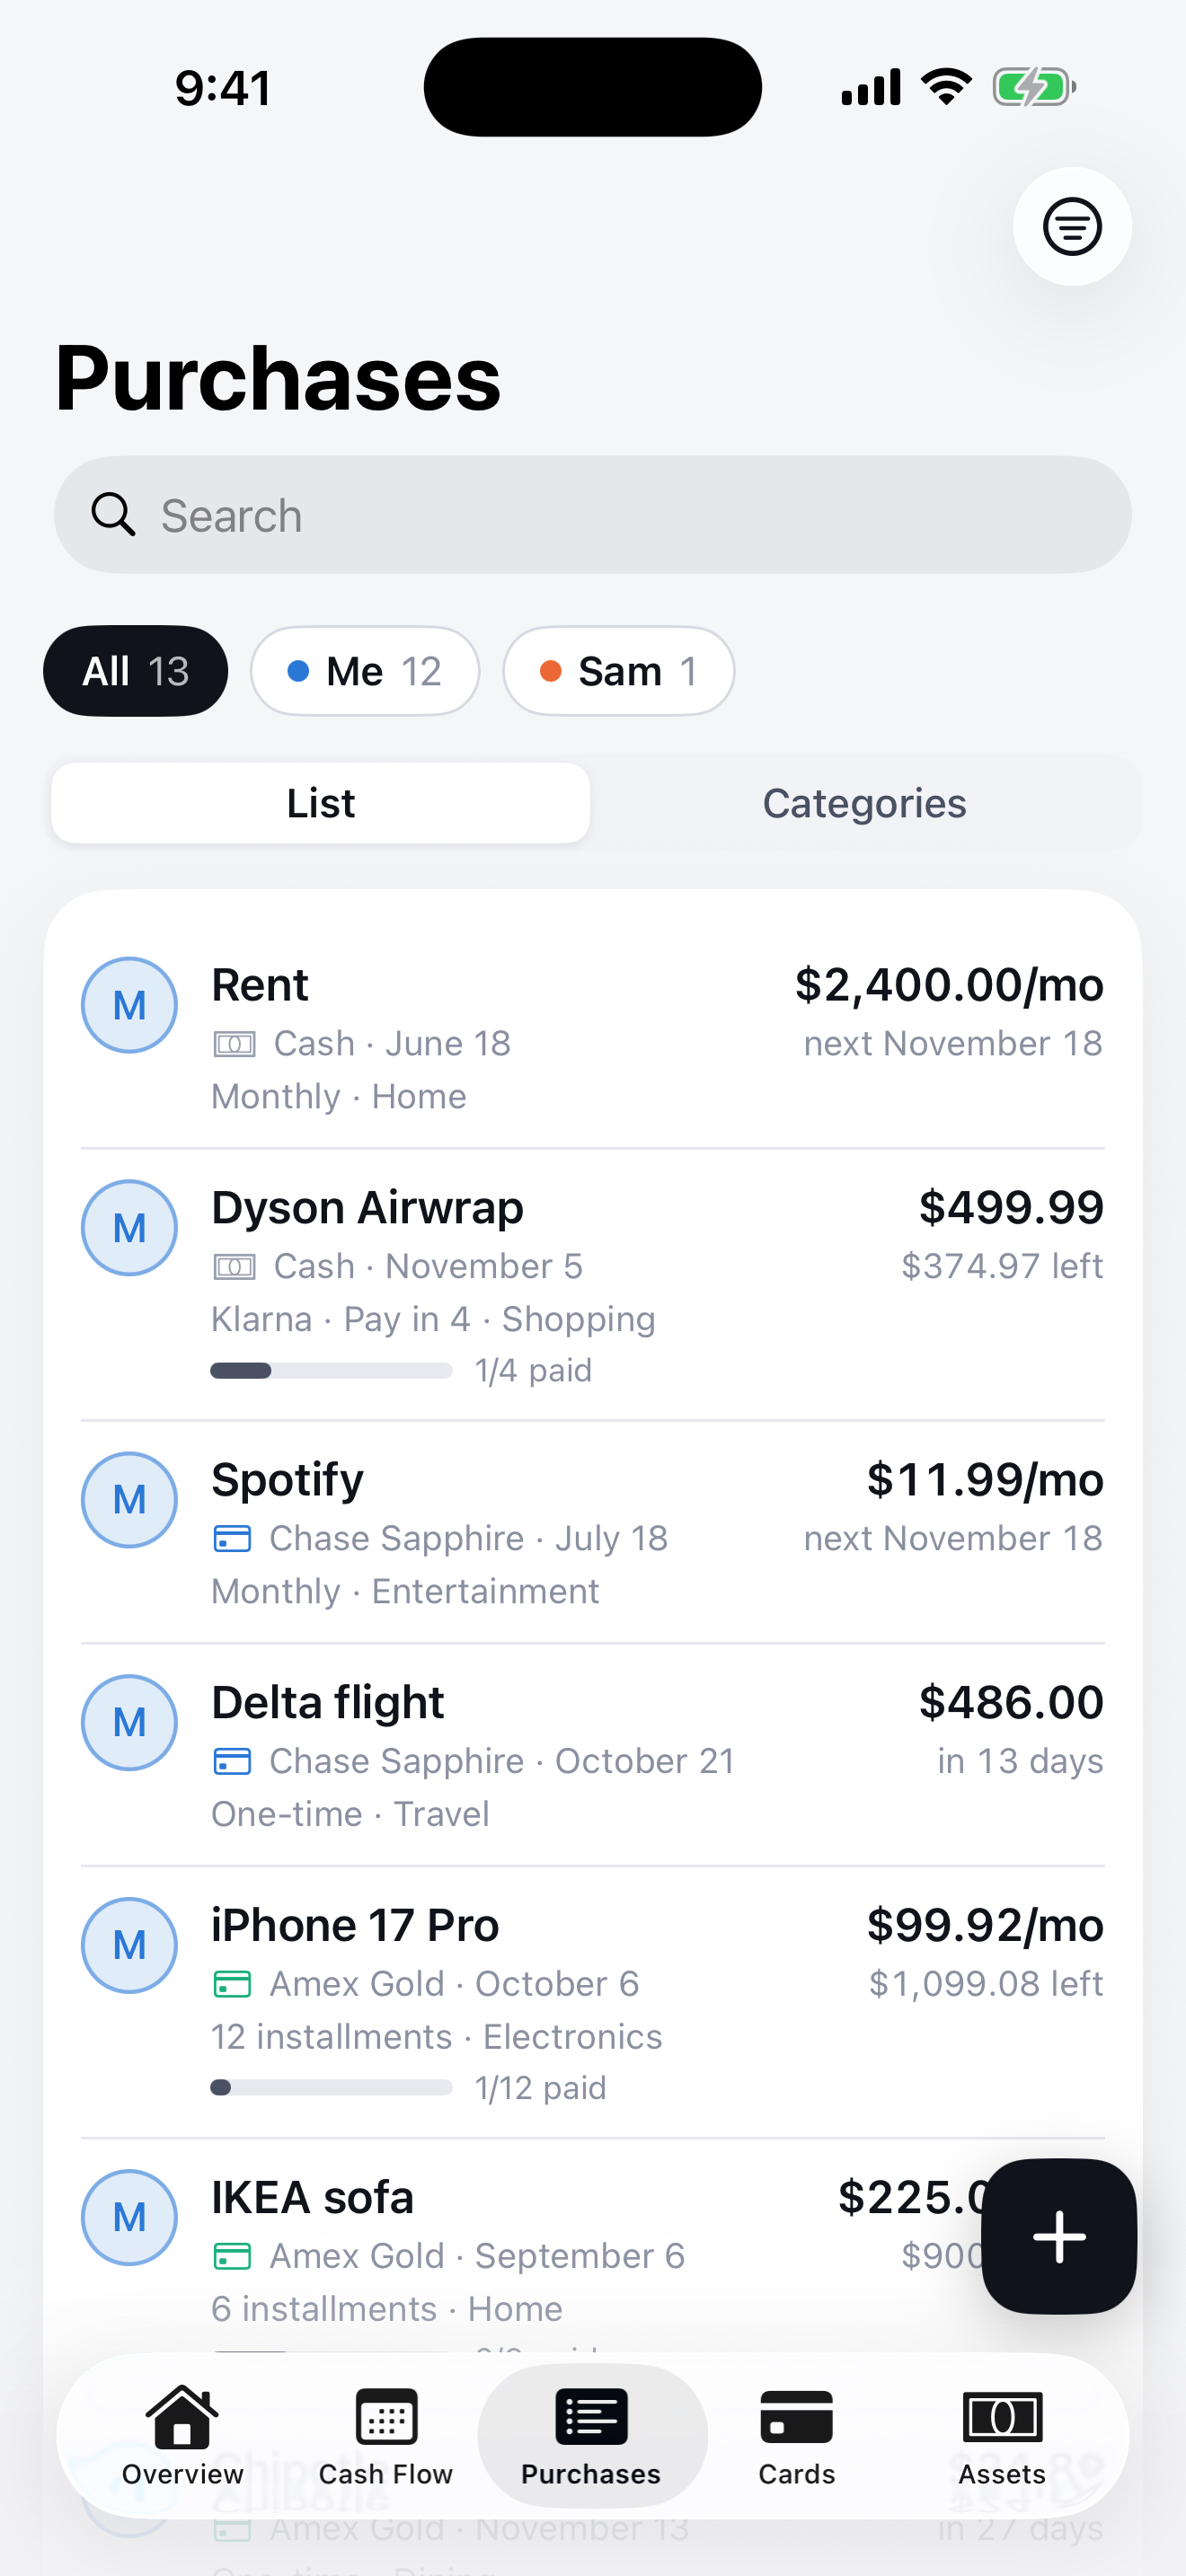 9:41
Purchases
Search
All 13
Me 12
Sam 1
List
Categories
M
Rent
$2,400.00/mo
Cash · June 18
next November 18
Monthly · Home
M
Dyson Airwrap
$499.99
Cash · November 5
$374.97 left
Klarna · Pay in 4 · Shopping
1/4 paid
M
Spotify
$11.99/mo
Chase Sapphire · July 18
next November 18
Monthly · Entertainment
M
Delta flight
$486.00
Chase Sapphire · October 21
in 13 days
One-time · Travel
M
iPhone 17 Pro
$99.92/mo
Amex Gold · October 6
$1,099.08 left
12 installments · Electronics
1/12 paid
M
IKEA sofa
$225.0
Amex Gold · September 6
$900
6 installments · Home
Overview
Cash Flow
Purchases
Cards
Assets
Amex Gold · November 13
in 27 days